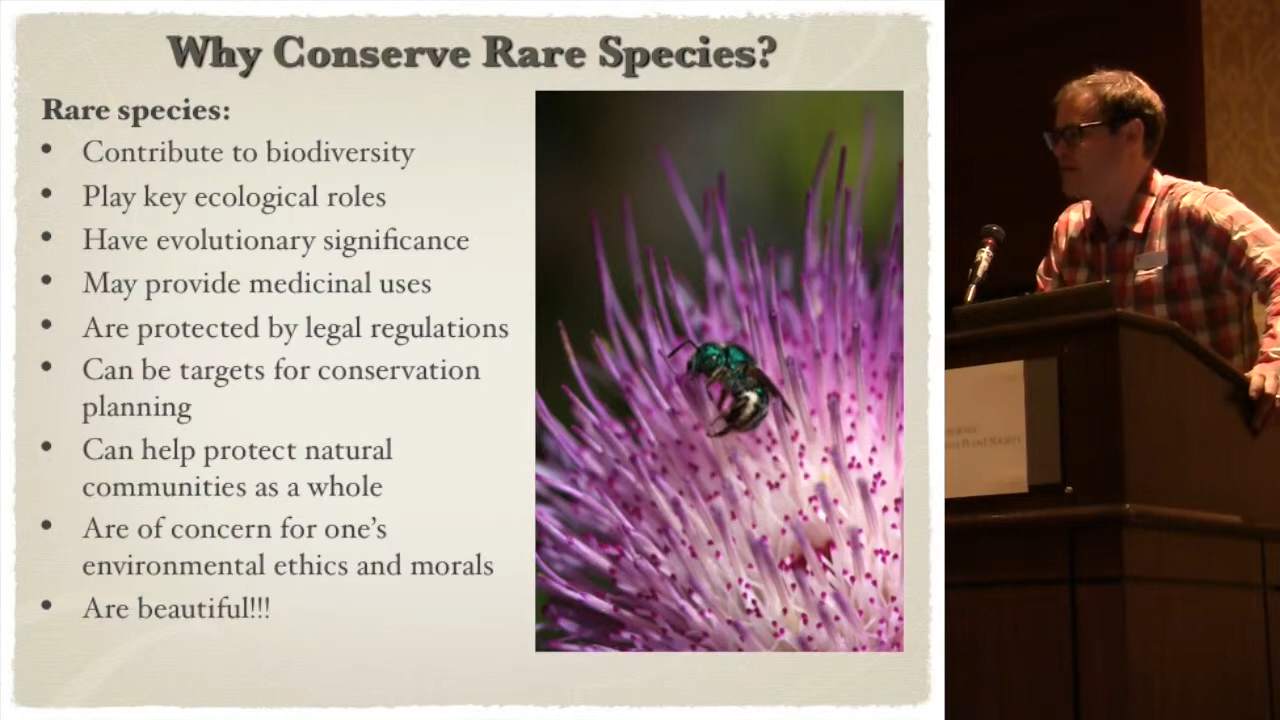 Why Conserve Rare Species?
Rare species:
• Contribute to biodiversity
• Play key ecological roles
• Have evolutionary significance
• May provide medicinal uses
• Are protected by legal regulations
• Can be targets for conservation
planning
• Can help protect natural
communities as a whole
• Are of concern for one's
environmental ethics and morals
• Are beautiful!!!
PLANT SOCIETY